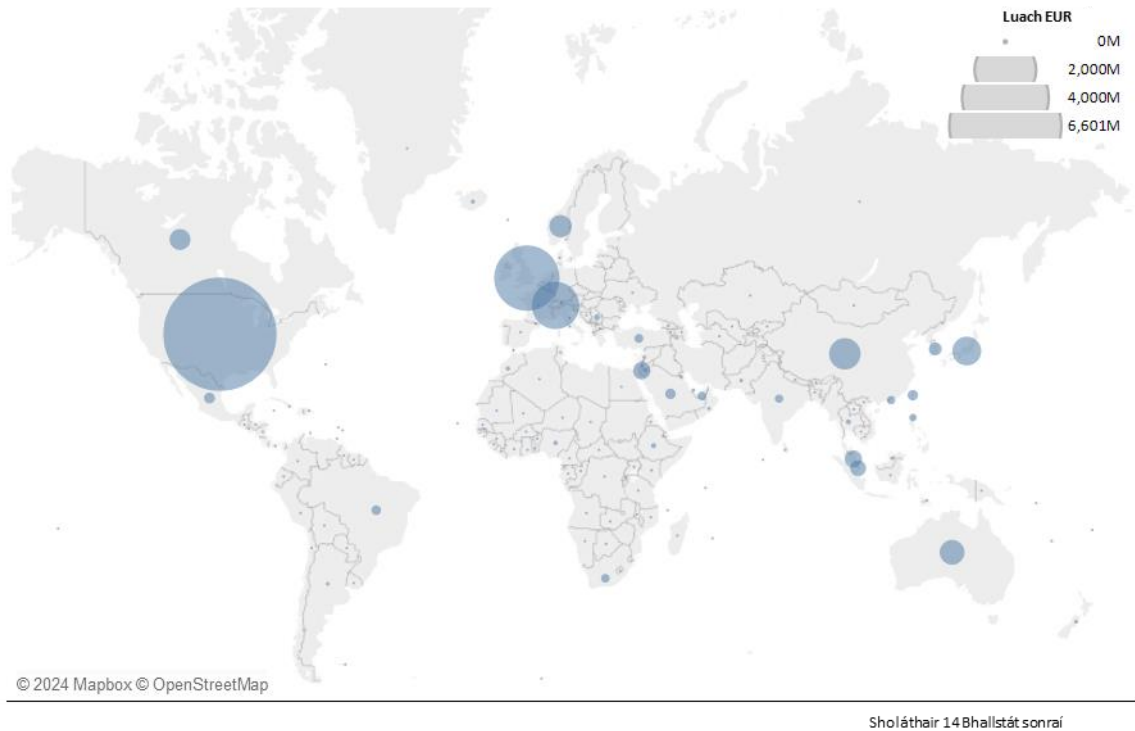 Luach EUR
0M
2,000M
4,000M
6,601M
© 2024 Mapbox © OpenStreetMap
Sholáthair 14 Bhallstát sonraí